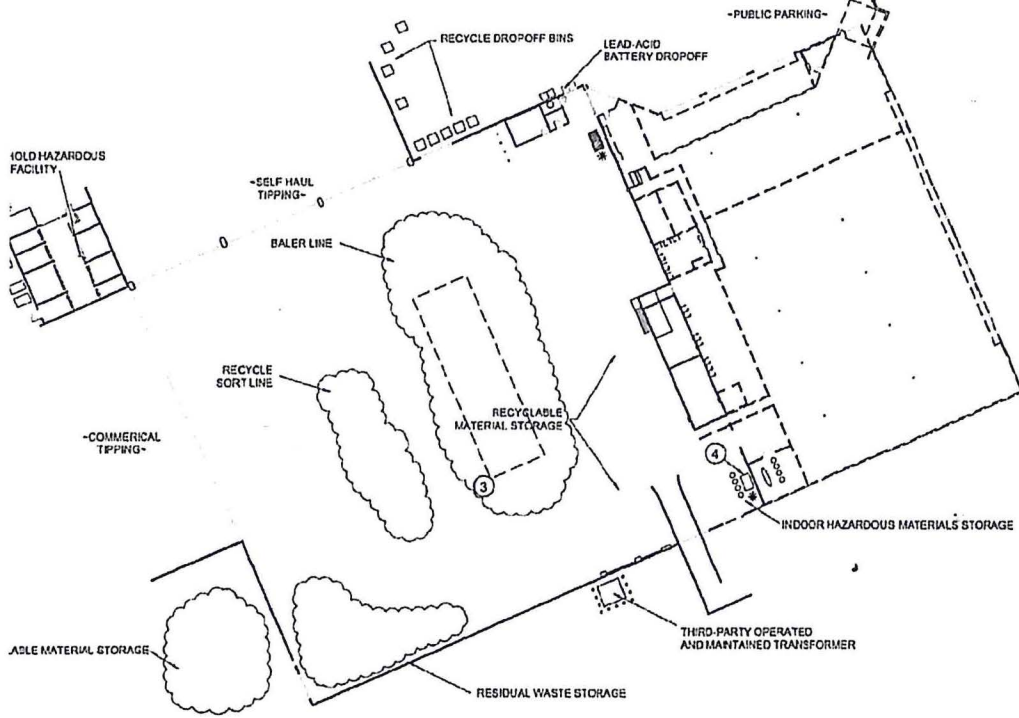 -PUBLIC PARKING-
RECYCLE DROPOFF BINS
LEAD-ACID
BATTERY DROPOFF
HOLD HAZARDOUS
FACILITY
-SELF HAUL
TIPPING-
BALER LINE
RECYCLE
SORT LINE
RECYCLABLE
MATERIAL STORAGE
-COMMERICAL
TIPPING-
3
4
INDOOR HAZARDOUS MATERIALS STORAGE
THIRD-PARTY OPERATED
AND MAINTAINED TRANSFORMER
ABLE MATERIAL STORAGE
RESIDUAL WASTE STORAGE